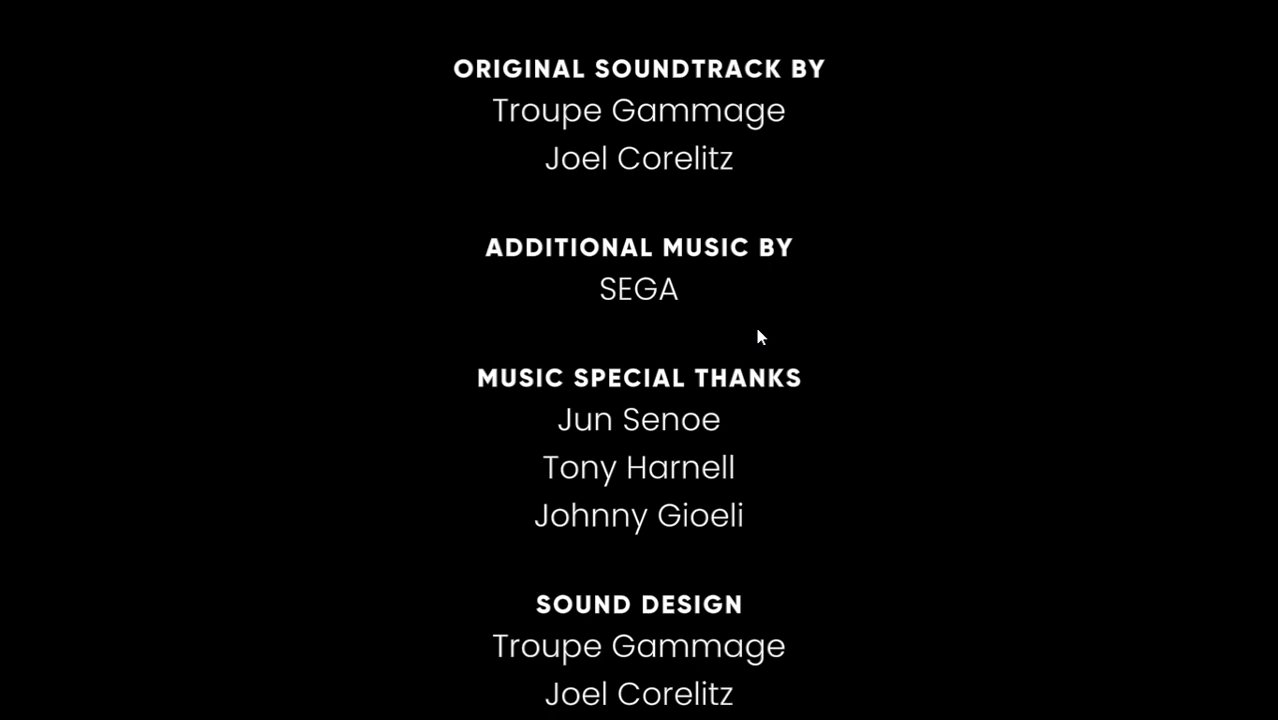 ORIGINAL SOUNDTRACK BY
Troupe Gammage
Joel Corelitz
ADDITIONAL MUSIC BY
SEGA
MUSIC SPECIAL THANKS
Jun Senoe
Tony Harnell
Johnny Gioeli
SOUND DESIGN
Troupe Gammage
Joel Corelitz